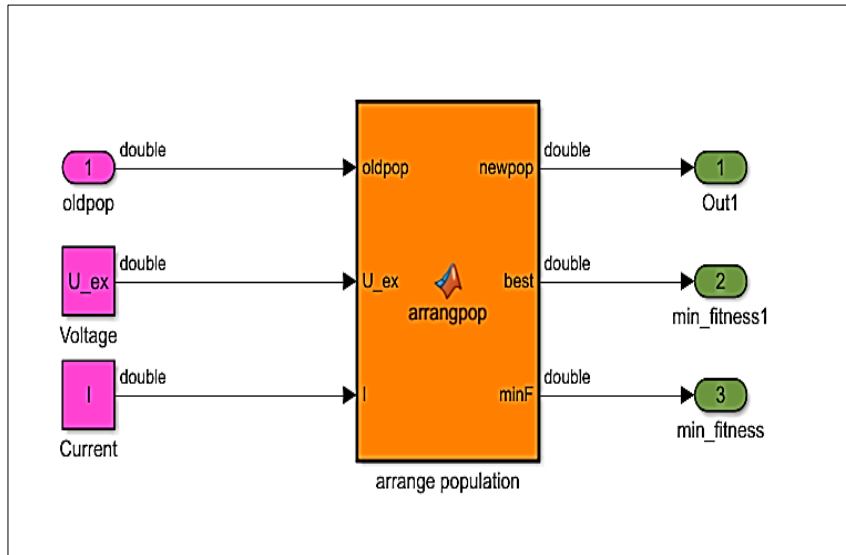 double
1
oldpop
double
U_ex
Voltage
double
I
Current
oldpop
newpop
U_ex
arrangpop
best
I
minF
arrange population
double
1
Out1
double
2
min_fitness1
double
3
min_fitness